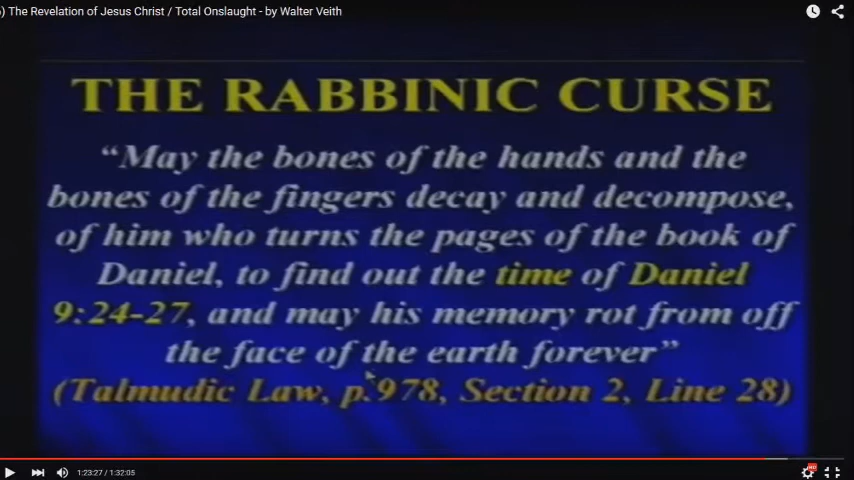 ) The Revelation of Jesus Christ / Total Onslaught - by Walter Veith
THE RABBINIC CURSE
“May the bones of the hands and the
bones of the fingers decay and decompose,
of him who turns the pages of the book of
Daniel, to find out the time of Daniel
9:24-27, and may his memory rot from off
the face of the earth forever”
(Talmudic Law, p.978, Section 2, Line 28)
1:23:27 / 1:32:05